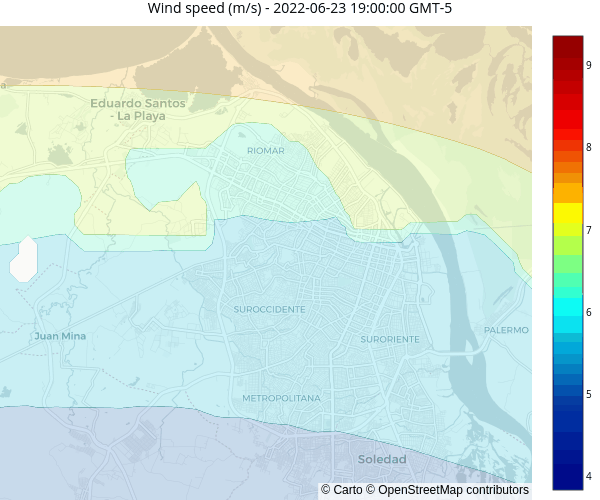 Wind speed (m/s) - 2022-06-23 19:00:00 GMT-5
a
Eduardo Santos
- La Playa
RIOMAR
SUROCCIDENTE
Juan Mina
SURORIENTE
PALERMO
METROPOLITANA
Soledad
© Carto © OpenStreetMap contributors
9
8
7
6
5
4